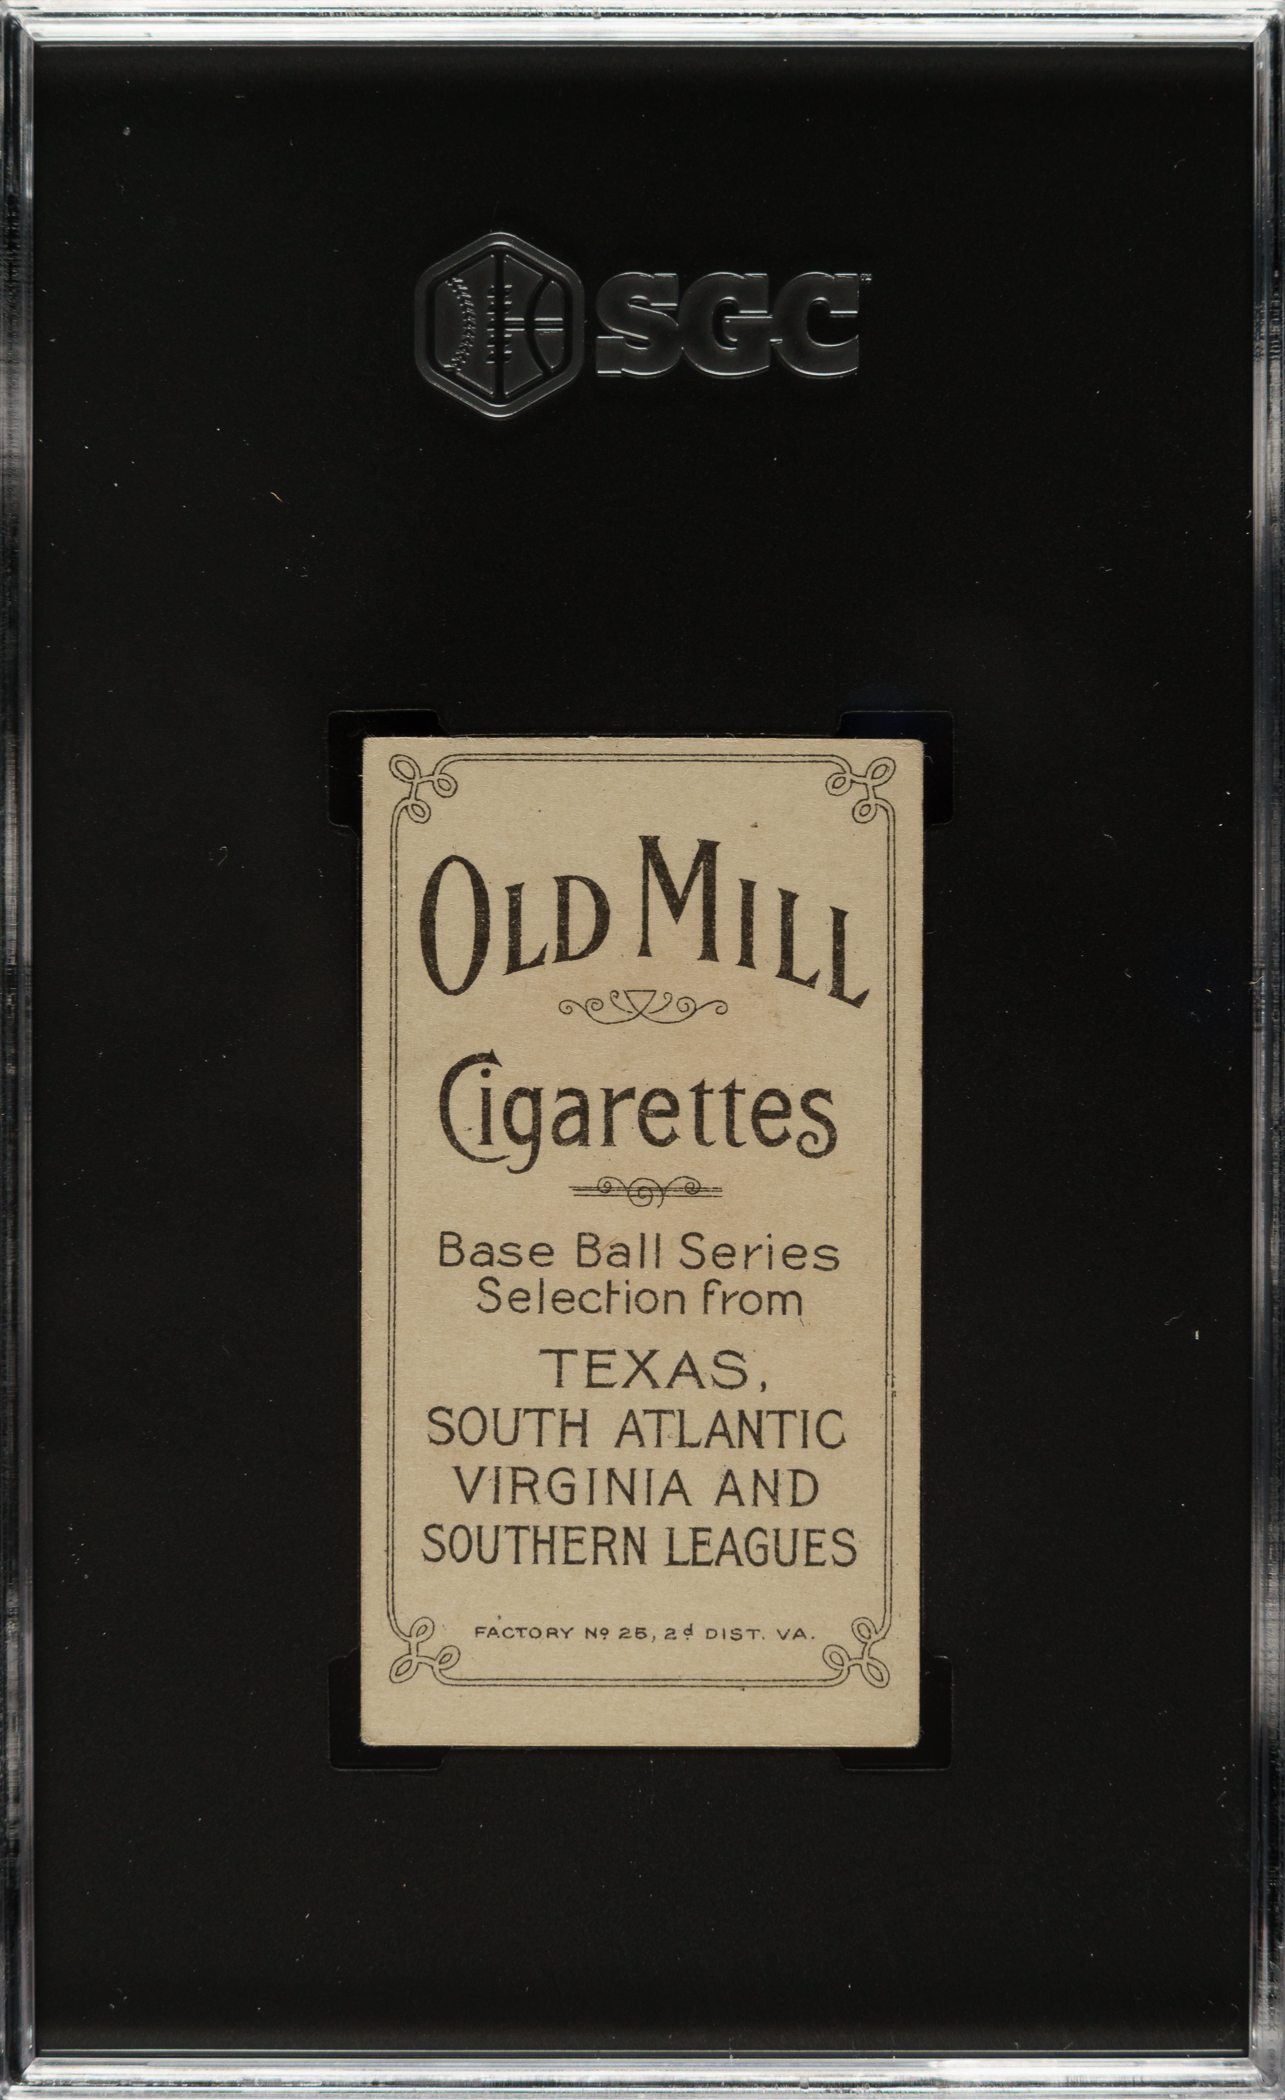 SGC
OLD MILL
Cigarettes
Base Ball Series
Selection from
TEXAS,
SOUTH ATLANTIC
VIRGINIA AND
SOUTHERN LEAGUES
FACTORY Nº 25, 2d DIST. VA.